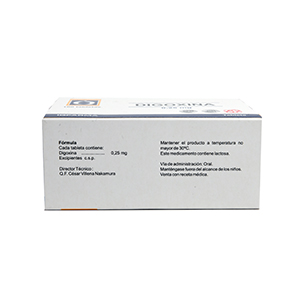 DIGOXINA
Fórmula
Cada tableta contiene:
Digoxina .............. 0,25 mg
Excipientes c.s.p.
Director Técnico :
Q.F. César Villena Nakamura
Mantener el producto a temperatura no
mayor de 30ºC.
Este medicamento contiene lactosa.
Vía de administración: Oral.
Manténgase fuera del alcance de los niños.
Venta con receta médica.